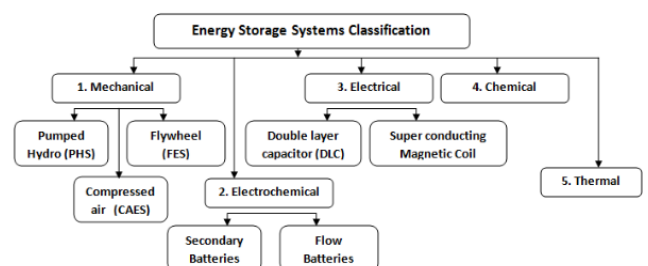 Energy Storage Systems Classification
1. Mechanical
3. Electrical
4. Chemical
Pumped
Hydro (PHS)
Flywheel
(FES)
Double layer
capacitor (DLC)
Super conducting
Magnetic Coil
Compressed
air (CAES)
2. Electrochemical
5. Thermal
Secondary
Batteries
Flow
Batteries